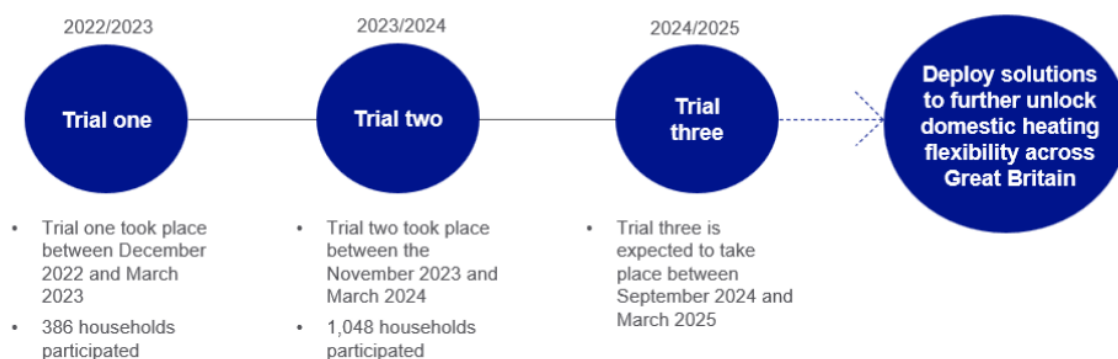 2022/2023
2023/2024
2024/2025
Trial one
Trial two
Trial
three
Deploy solutions
to further unlock
domestic heating
flexibility across
Great Britain
• Trial one took place
between December
2022 and March
2023
• 386 households
participated
• Trial two took place
between the
November 2023 and
March 2024
• 1,048 households
participated
• Trial three is
expected to take
place between
September 2024 and
March 2025